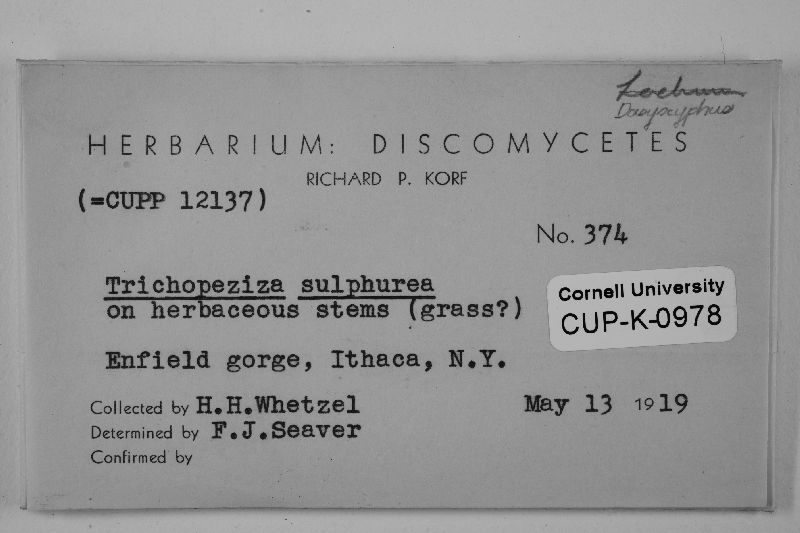 Dasyscyphus
HERBARIUM: DISCOMYCETES
RICHARD P. KORF
(=CUPP 12137)
No. 374
Trichopeziza sulphurea
on herbaceous stems (grass?)
Cornell University
CUP-K-0978
Enfield gorge, Ithaca, N.Y.
Collected by H.H.Whetzel May 13 1919
Determined by F.J.Seaver
Confirmed by